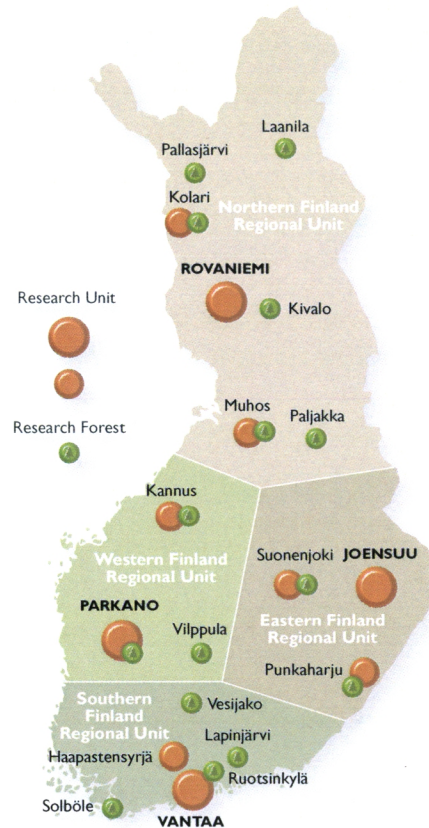 Laanila
Pallasjärvi
Kolari
Northern Finland
Regional Unit
ROVANIEMI
Research Unit
Kivalo
Muhos
Paljakka
Research Forest
Kannus
Western Finland
Regional Unit
Suonenjoki
JOENSUU
PARKANO
Vilppula
Eastern Finland
Regional Unit
Punkaharju
Southern
Finland
Regional Unit
Vesijako
Lapinjärvi
Haapastensyrjä
Ruotsinkylä
Solböle
VANTAA